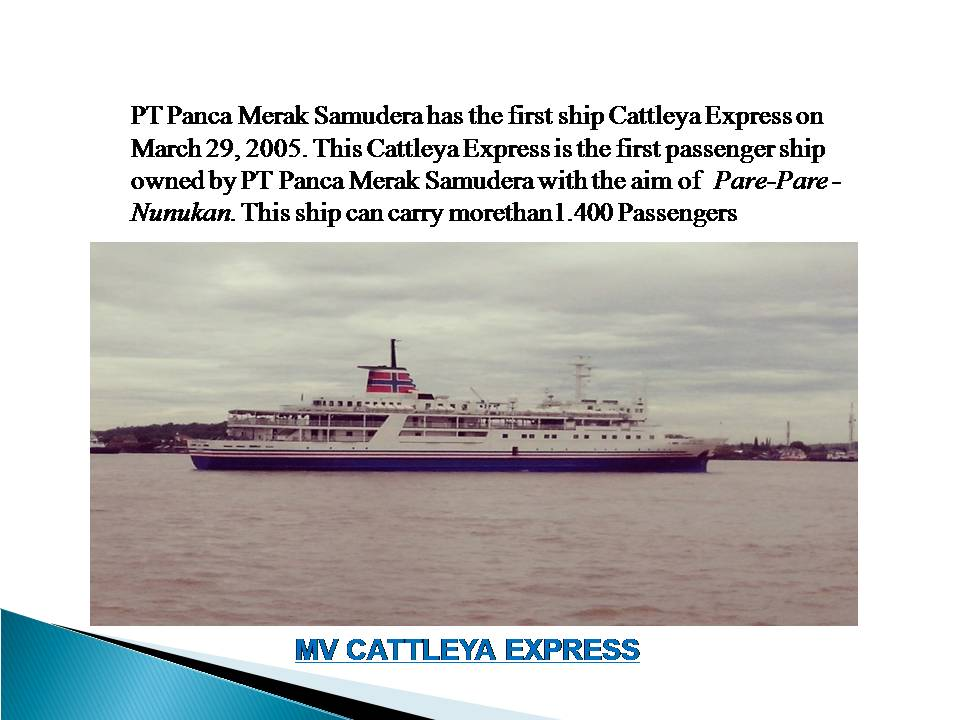 PT Panca Merak Samudera has the first ship Cattleya Express on
March 29, 2005. This Cattleya Express is the first passenger ship
owned by PT Panca Merak Samudera with the aim of Pare-Pare -
Nunukan. This ship can carry morethan1.400 Passengers
MV CATTLEYA EXPRESS